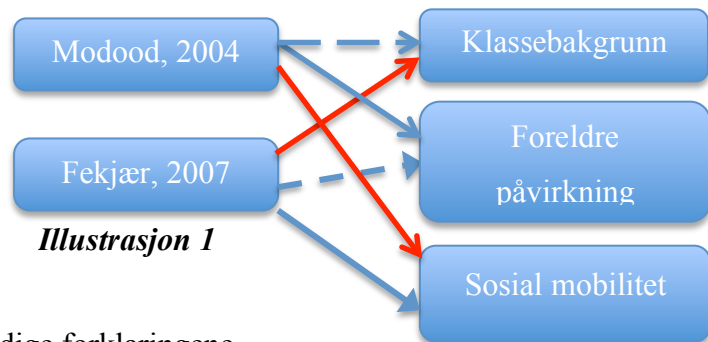 Modood, 2004
Klassebakgrunn
Foreldre
påvirkning
Fekjær, 2007
Illustrasjon 1
Sosial mobilitet